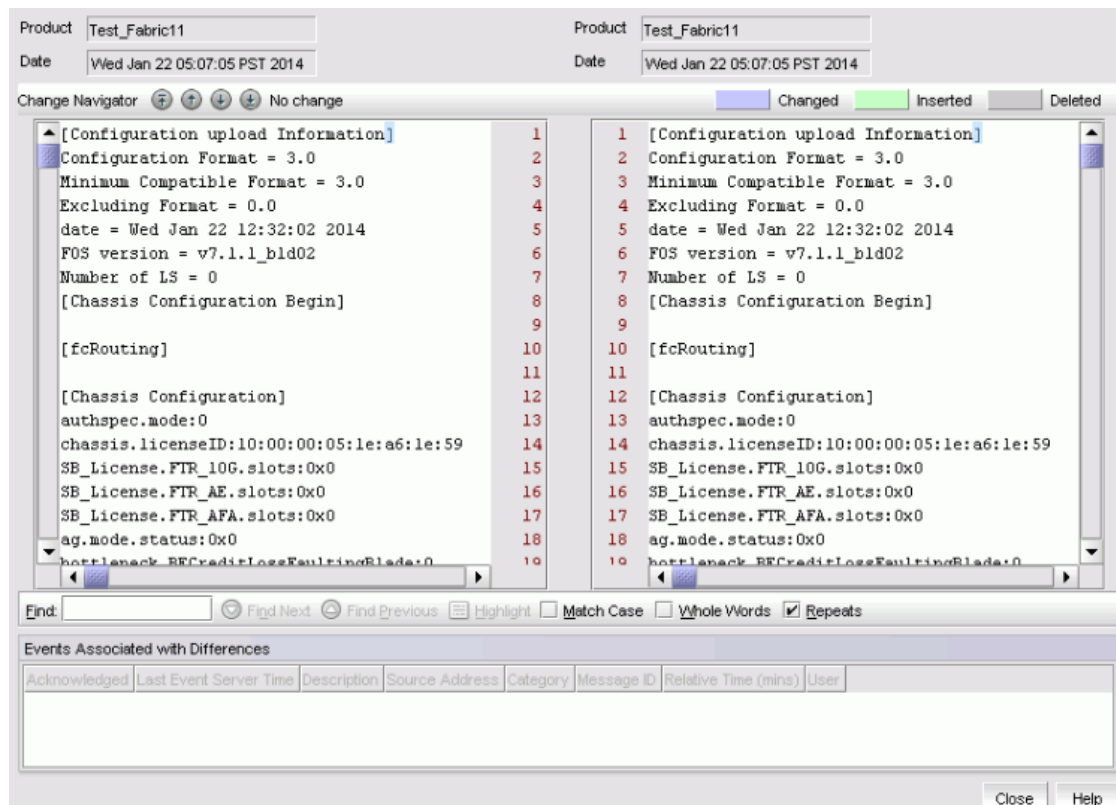 Product Test_Fabric11 Product Test_Fabric11
Date Wed Jan 22 05:07:05 PST 2014 Date Wed Jan 22 05:07:05 PST 2014
Change Navigator No change Changed Inserted Deleted
[Configuration upload Information] 1
Configuration Format = 3.0 2
Minimum Compatible Format = 3.0 3
Excluding Format = 0.0 4
date = Wed Jan 22 12:32:02 2014 5
FOS version = v7.1.1_bld02 6
Number of LS = 0 7
[Chassis Configuration Begin] 8
9
[fcRouting] 10
11
[Chassis Configuration] 12
authspec.mode:0 13
chassis.licenseID:10:00:00:05:1e:a6:1e:59 14
SB_License.FTR_10G.slots:0x0 15
SB_License.FTR_AE.slots:0x0 16
SB_License.FTR_AFA.slots:0x0 17
ag.mode.status:0x0 18
bottleneck.BECreditLossFaultingBlade:0 19
1 [Configuration upload Information]
2 Configuration Format = 3.0
3 Minimum Compatible Format = 3.0
4 Excluding Format = 0.0
5 date = Wed Jan 22 12:32:02 2014
6 FOS version = v7.1.1_bld02
7 Number of LS = 0
8 [Chassis Configuration Begin]
9
10 [fcRouting]
11
12 [Chassis Configuration]
13 authspec.mode:0
14 chassis.licenseID:10:00:00:05:1e:a6:1e:59
15 SB_License.FTR_10G.slots:0x0
16 SB_License.FTR_AE.slots:0x0
17 SB_License.FTR_AFA.slots:0x0
18 ag.mode.status:0x0
19 bottleneck.BECreditLossFaultingBlade:0
Find: Find Next Find Previous Highlight Match Case Whole Words Repeats
Events Associated with Differences
Acknowledged Last Event Server Time Description Source Address Category Message ID Relative Time (mins) User
Close Help